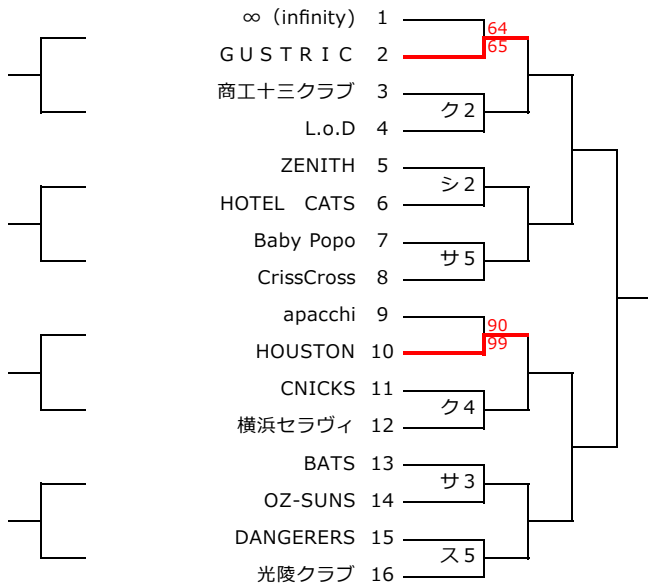 ∞（infinity) 1
64
ＧＵＳＴＲＩＣ 2
65
商工十三クラブ 3
ク２
L.o.D 4
ZENITH 5
シ２
HOTEL　CATS 6
Baby Popo 7
サ５
CrissCross 8
apacchi 9
90
HOUSTON 10
99
CNICKS 11
ク４
横浜セラヴィ 12
BATS 13
サ３
OZ-SUNS 14
DANGERERS 15
ス５
光陵クラブ 16